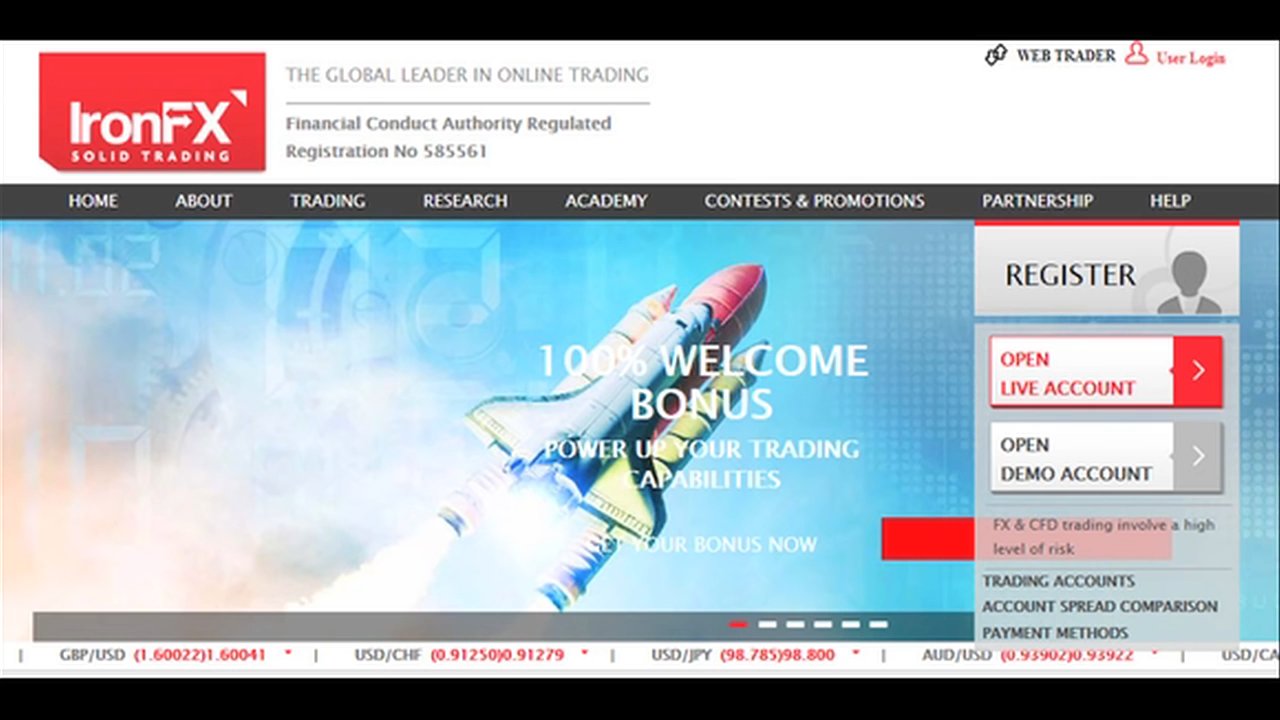 WEB TRADER User Login
THE GLOBAL LEADER IN ONLINE TRADING
IronFX
SOLID TRADING
Financial Conduct Authority Regulated
Registration No 585561
HOME ABOUT TRADING RESEARCH ACADEMY CONTESTS & PROMOTIONS PARTNERSHIP HELP
REGISTER
100% WELCOME
BONUS
POWER UP YOUR TRADING
CAPABILITIES
GET YOUR BONUS NOW
OPEN
LIVE ACCOUNT
OPEN
DEMO ACCOUNT
FX & CFD trading involve a high
level of risk
TRADING ACCOUNTS
ACCOUNT SPREAD COMPARISON
PAYMENT METHODS
| GBP/USD (1.60022)1.60041 | USD/CHF (0.91250)0.91279 | USD/JPY (98.785)98.800 | AUD/USD (0.93902)0.93922 | USD/CA